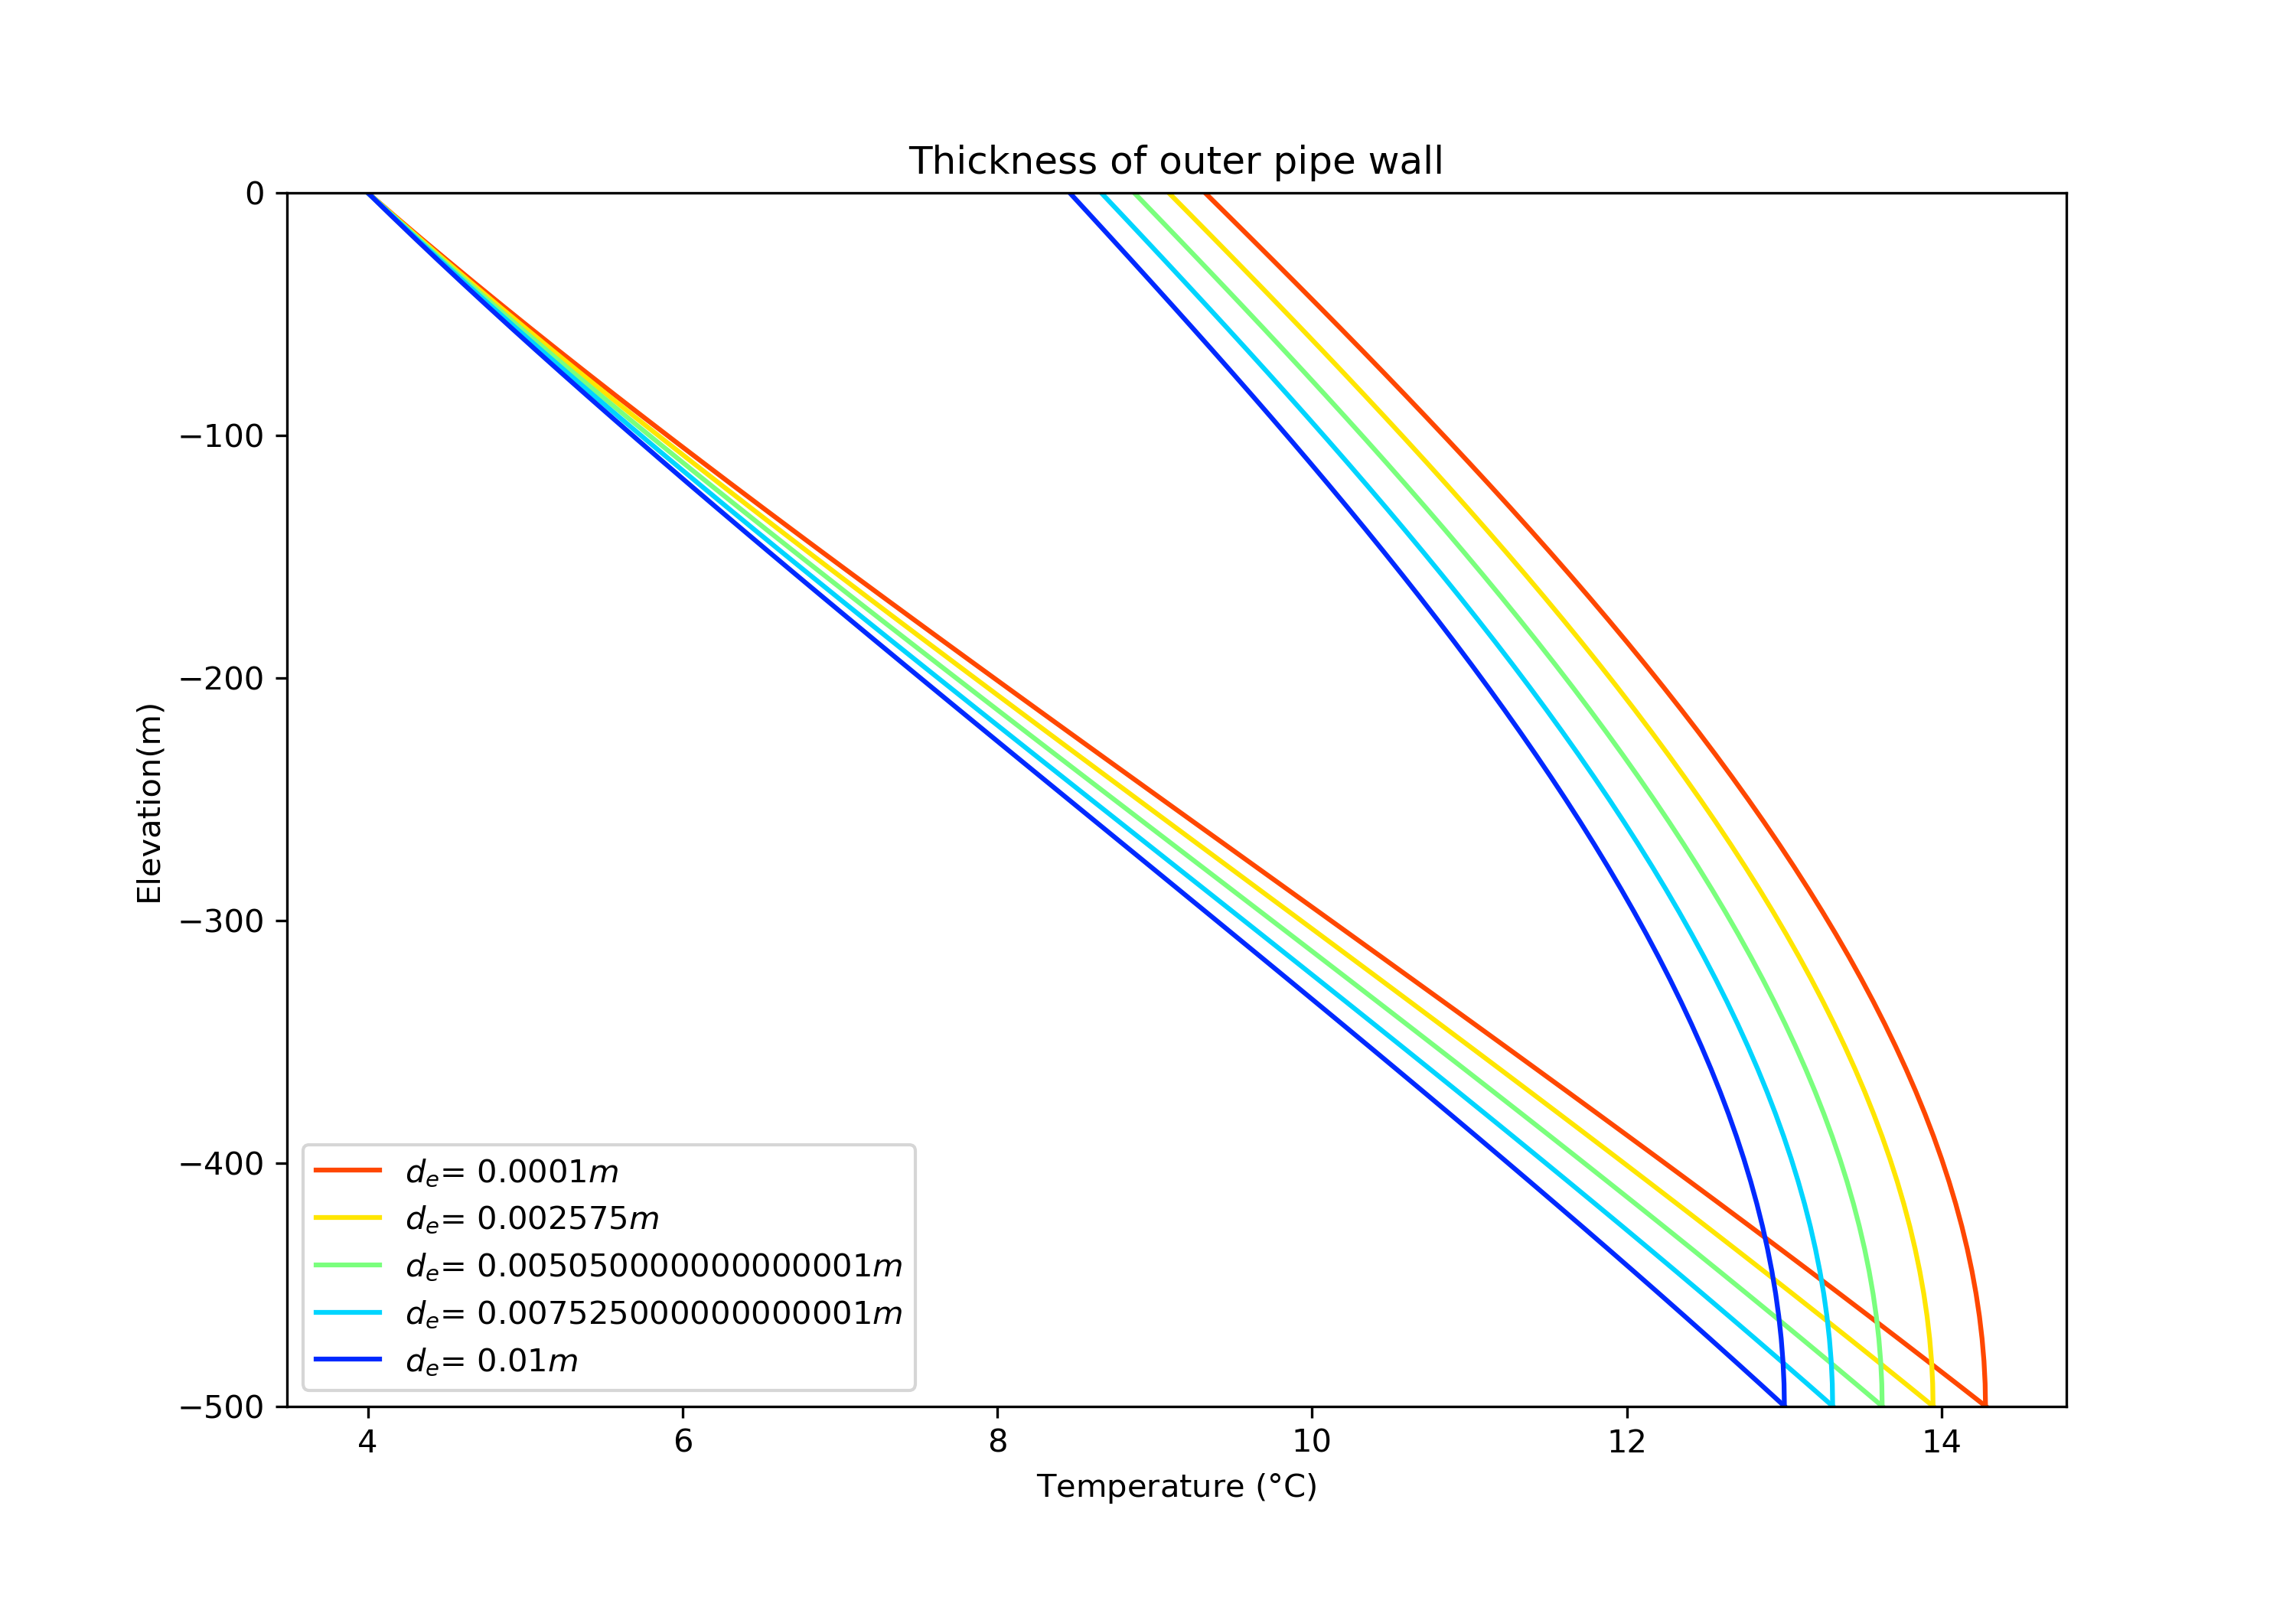 Thickness of outer pipe wall
0
−100
−200
−300
−400
−500
Elevation(m)
d_e= 0.0001m
d_e= 0.002575m
d_e= 0.005050000000000001m
d_e= 0.007525000000000001m
d_e= 0.01m
4 6 8 10 12 14
Temperature (°C)